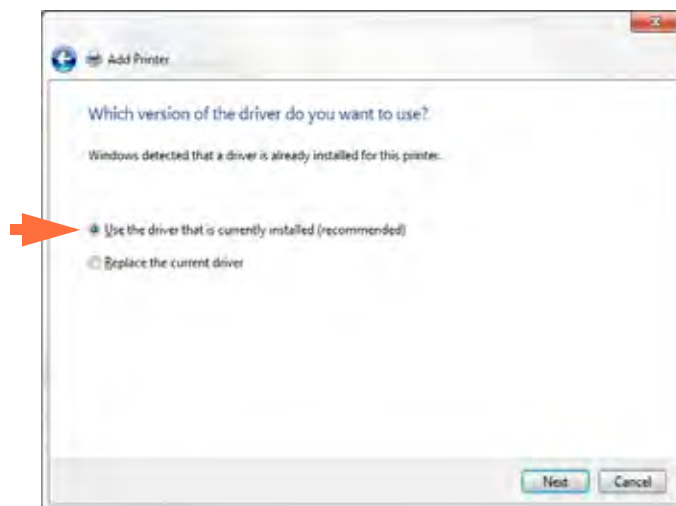 Add Printer
Which version of the driver do you want to use?
Windows detected that a driver is already installed for this printer.
Use the driver that is currently installed (recommended)
Replace the current driver
Next Cancel